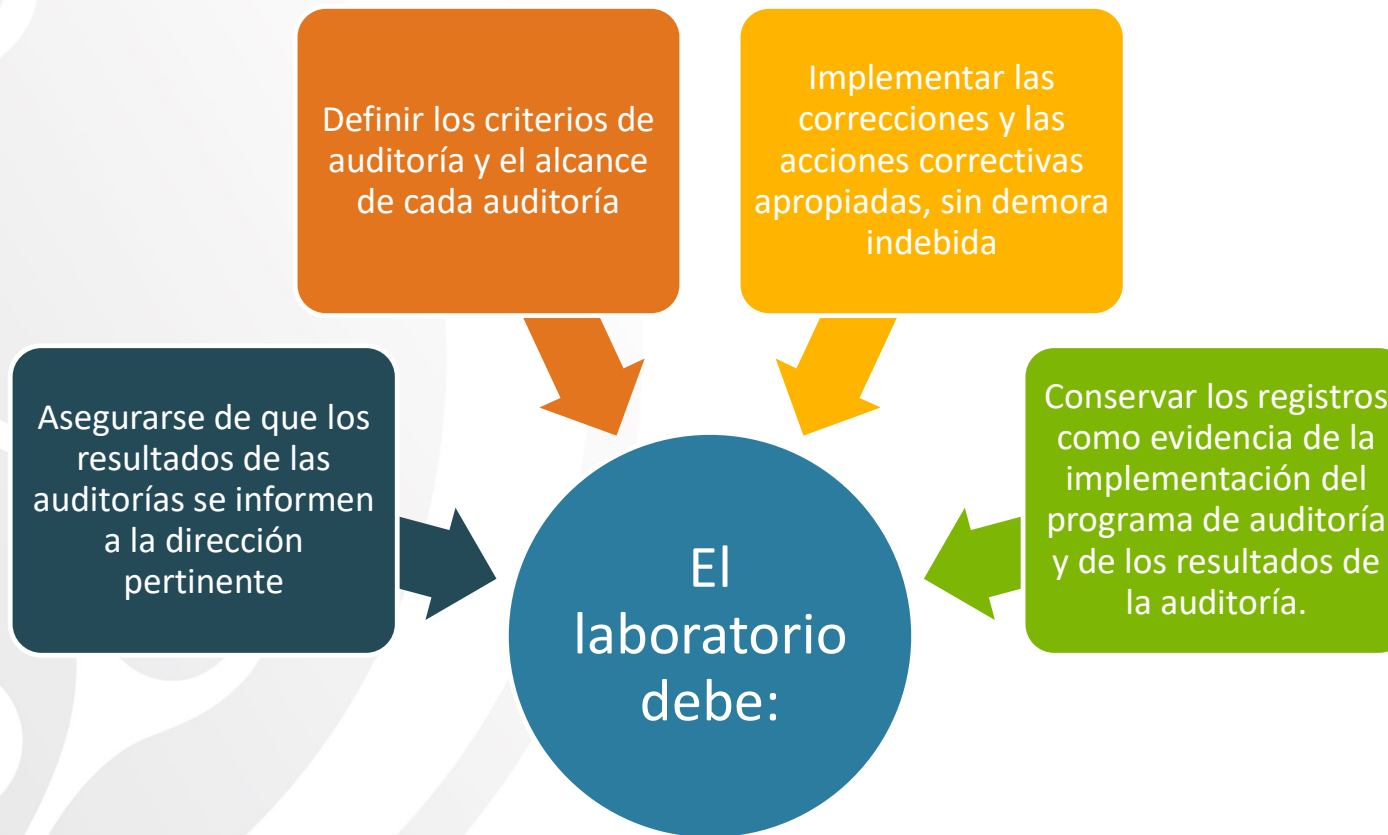 Definir los criterios de
auditoría y el alcance
de cada auditoría
Implementar las
correcciones y las
acciones correctivas
apropiadas, sin demora
indebida
Asegurarse de que los
resultados de las
auditorías se informen
a la dirección
pertinente
Conservar los registros
como evidencia de la
implementación del
programa de auditoría
y de los resultados de
la auditoría.
El
laboratorio
debe: